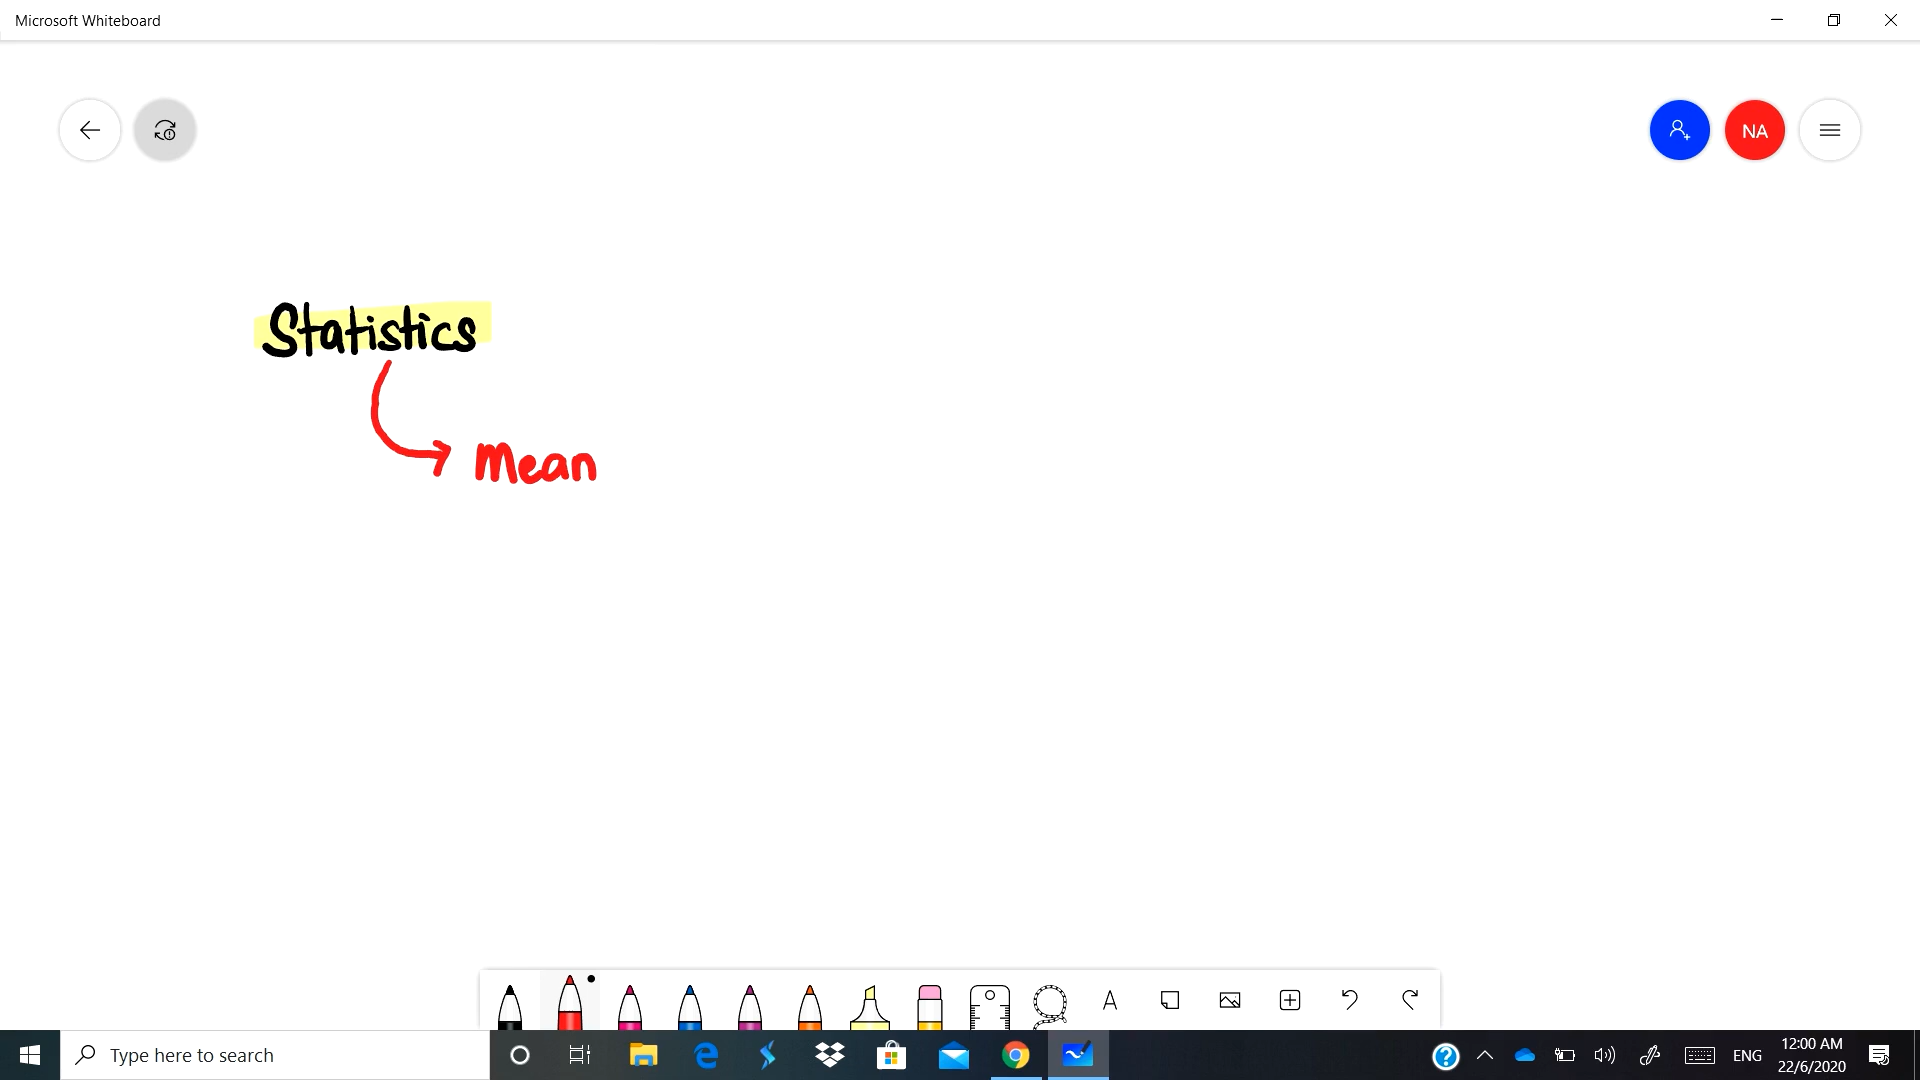 Microsoft Whiteboard
NA
Statistics
Mean
A
Type here to search
ENG
12:00 AM
22/6/2020